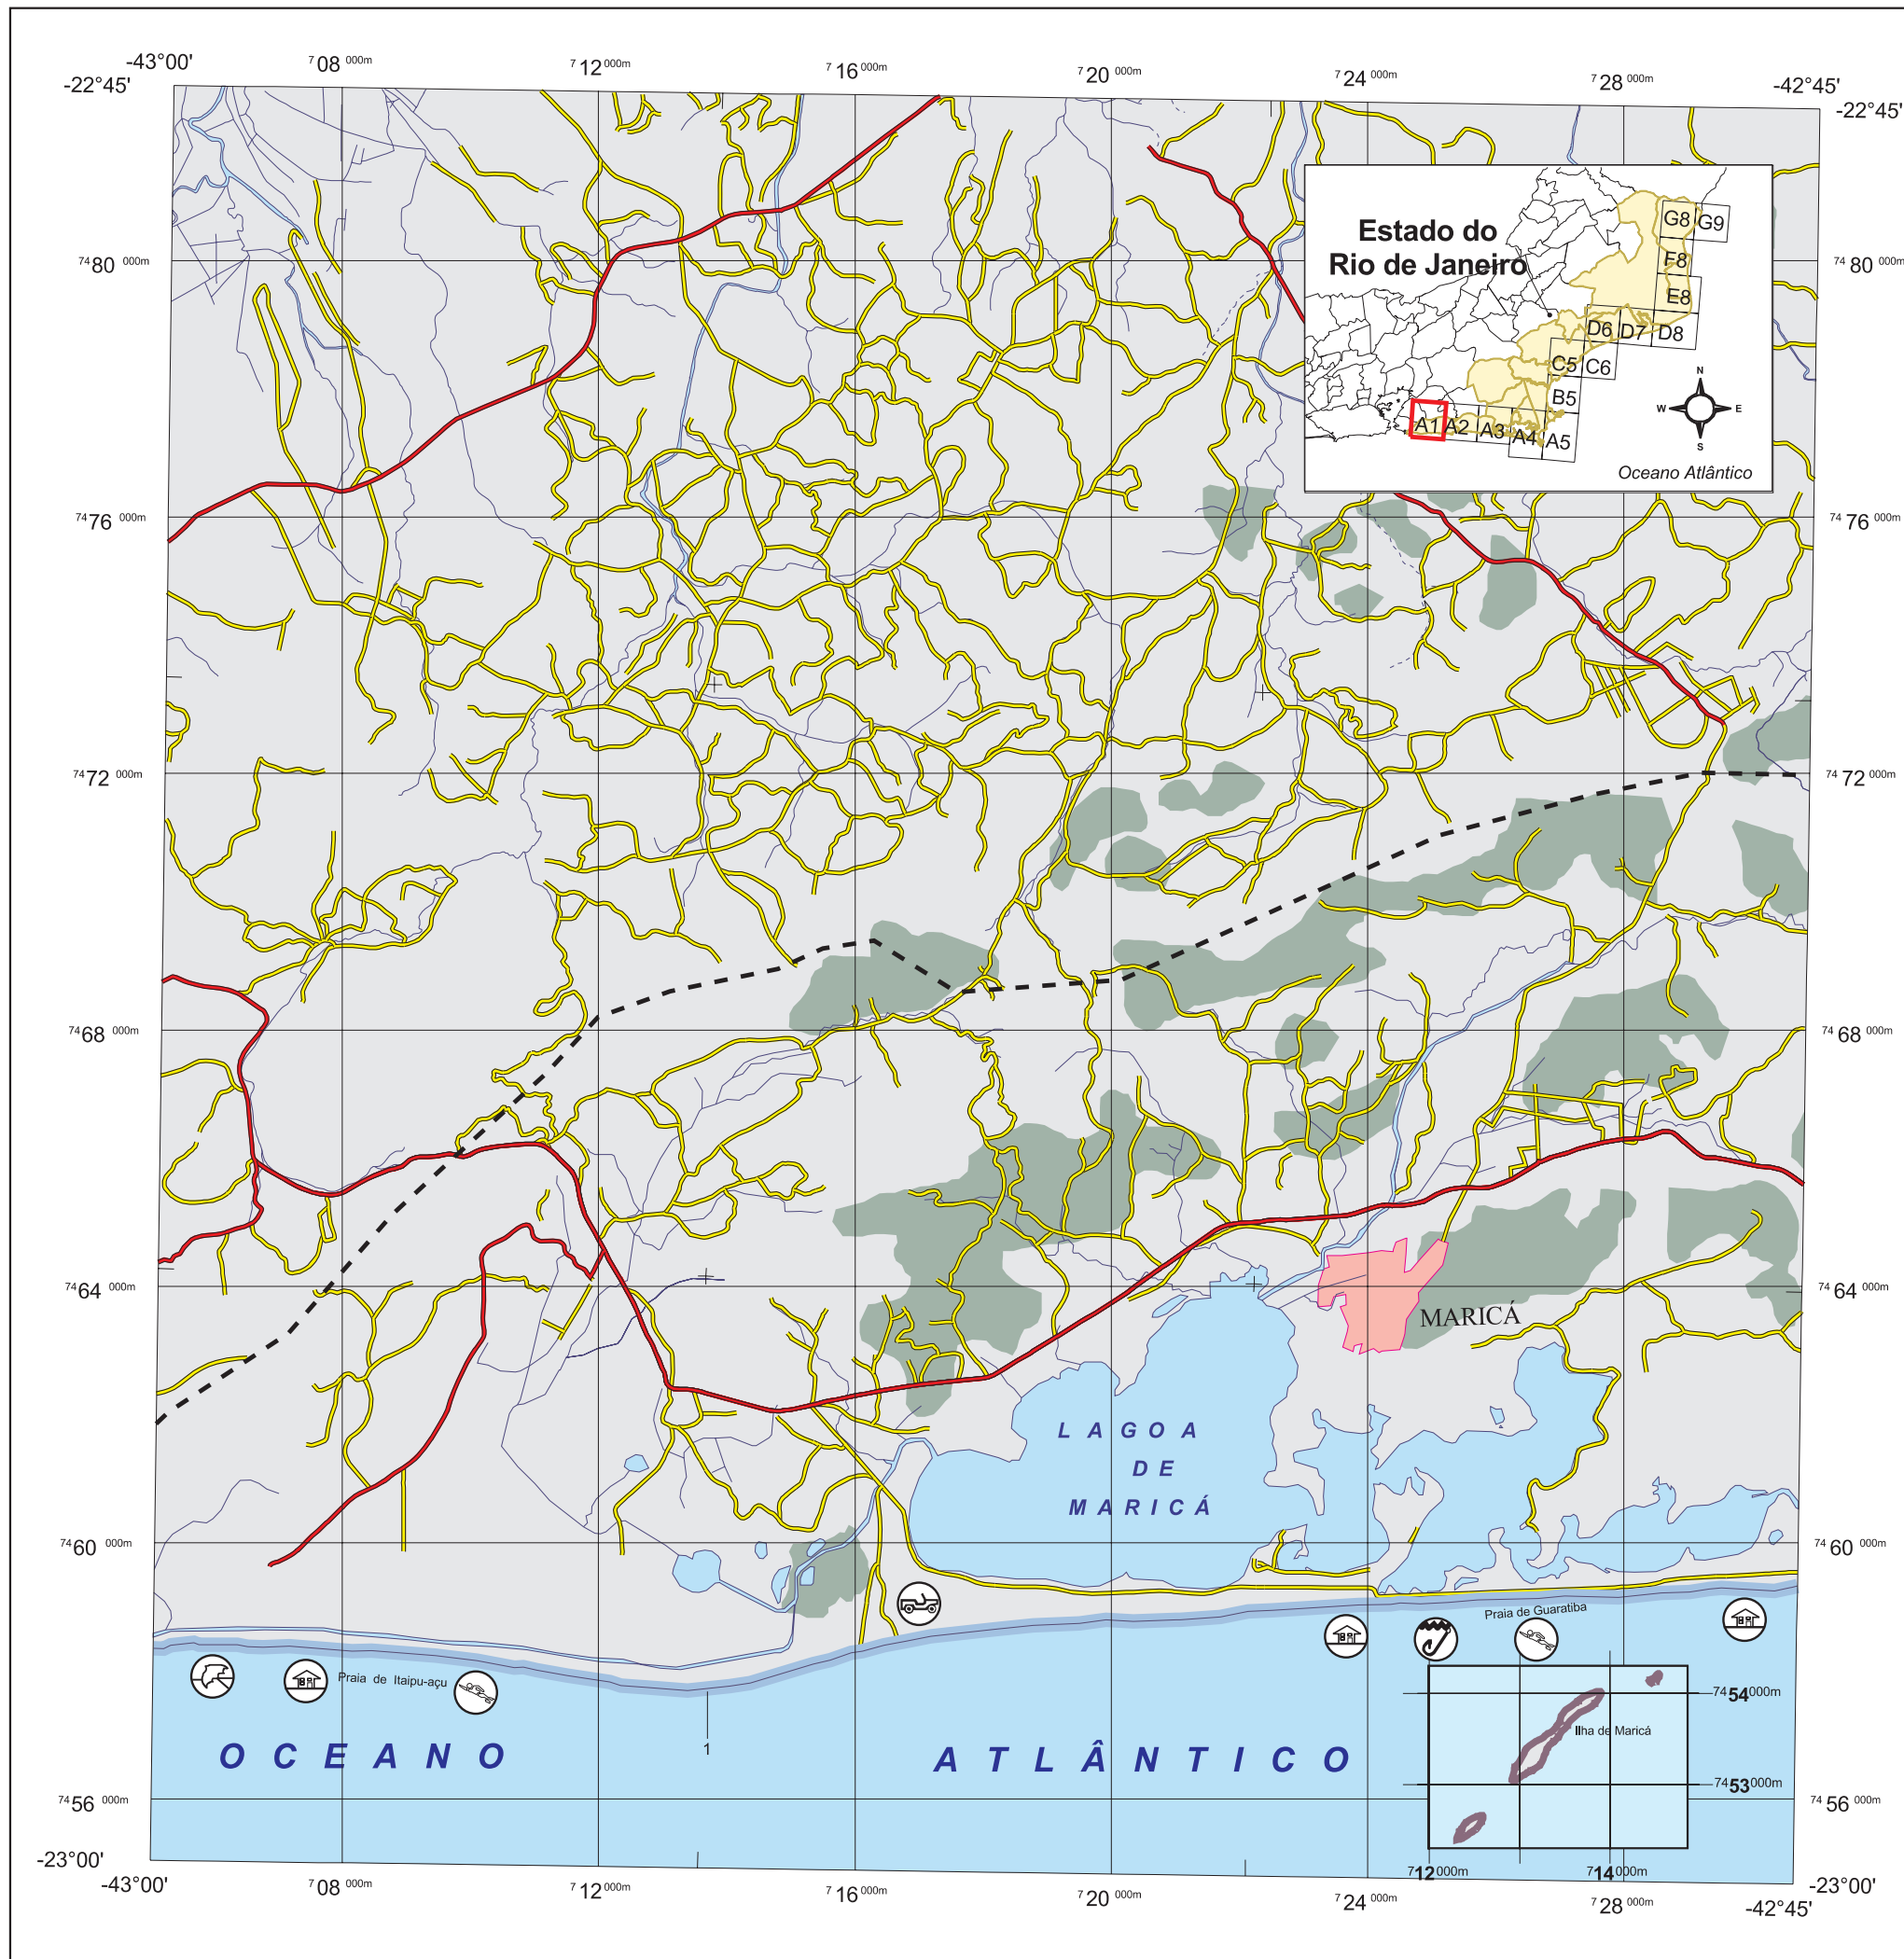 -43°00'
7 08 000m
7 12 000m
7 16 000m
7 20 000m
7 24 000m
7 28 000m
-42°45'
-22°45'
-22°45'
Estado do
Rio de Janeiro
G8 G9
F8
E8
D6 D7 D8
C5 C6
B5
A1 A2 A3 A4 A5
N
W E
S
Oceano Atlântico
74 80 000m
74 80 000m
74 76 000m
74 76 000m
74 72 000m
74 72 000m
74 68 000m
74 68 000m
74 64 000m
74 64 000m
MARICÁ
LAGOA
DE
MARICÁ
74 60 000m
74 60 000m
Praia de Guaratiba
Praia de Itaipu-açu
1
OCEANO ATLÂNTICO
74 54 000m
Ilha de Maricá
74 53 000m
74 56 000m
74 56 000m
712 000m
714 000m
-23°00'
-23°00'
-43°00'
7 08 000m
7 12 000m
7 16 000m
7 20 000m
7 24 000m
7 28 000m
-42°45'